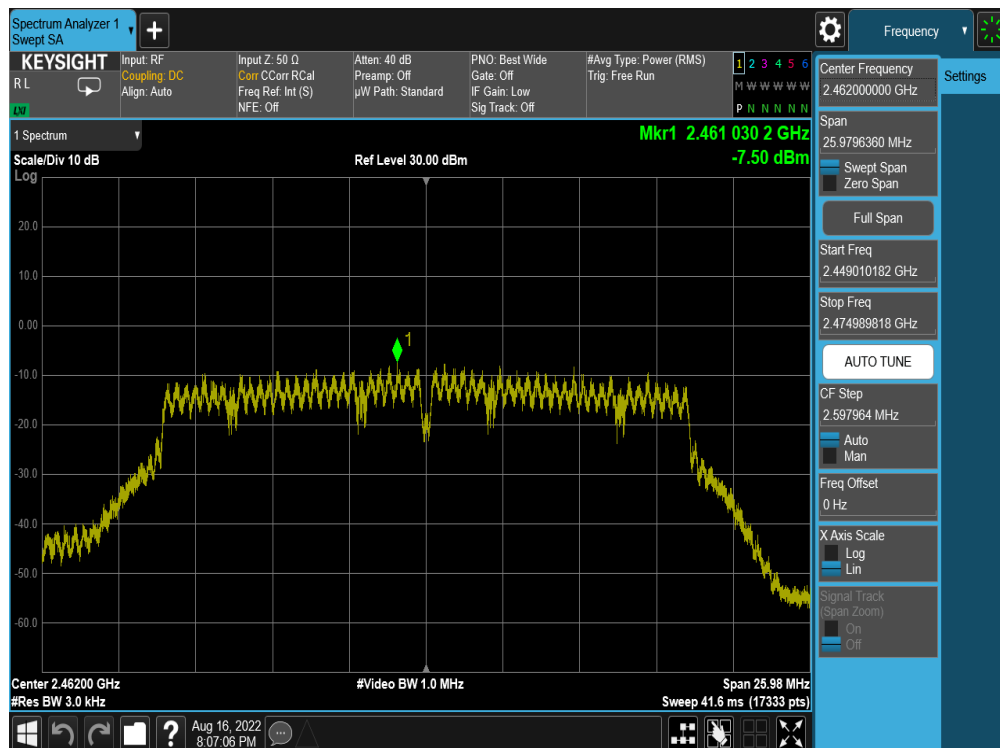 Spectrum Analyzer 1
Swept SA
Frequency
KEYSIGHT
R L
LXI
Input: RF
Coupling: DC
Align: Auto
Input Z: 50 Ω
Corr CCorr RCal
Freq Ref: Int (S)
NFE: Off
Atten: 40 dB
Preamp: Off
µW Path: Standard
PNO: Best Wide
Gate: Off
IF Gain: Low
Sig Track: Off
#Avg Type: Power (RMS)
Trig: Free Run
1 2 3 4 5 6
M W W W W W
P N N N N N
1 Spectrum
Scale/Div 10 dB
Log
Ref Level 30.00 dBm
Mkr1 2.461 030 2 GHz
-7.50 dBm
20.0
10.0
0.00
-10.0
-20.0
-30.0
-40.0
-50.0
-60.0
1
Center 2.46200 GHz
#Res BW 3.0 kHz
#Video BW 1.0 MHz
Span 25.98 MHz
Sweep 41.6 ms (17333 pts)
Center Frequency
2.462000000 GHz
Settings
Span
25.9796360 MHz
Swept Span
Zero Span
Full Span
Start Freq
2.449010182 GHz
Stop Freq
2.474989818 GHz
AUTO TUNE
CF Step
2.597964 MHz
Auto
Man
Freq Offset
0 Hz
X Axis Scale
Log
Lin
Signal Track
(Span Zoom)
On
Off
?
Aug 16, 2022
8:07:06 PM